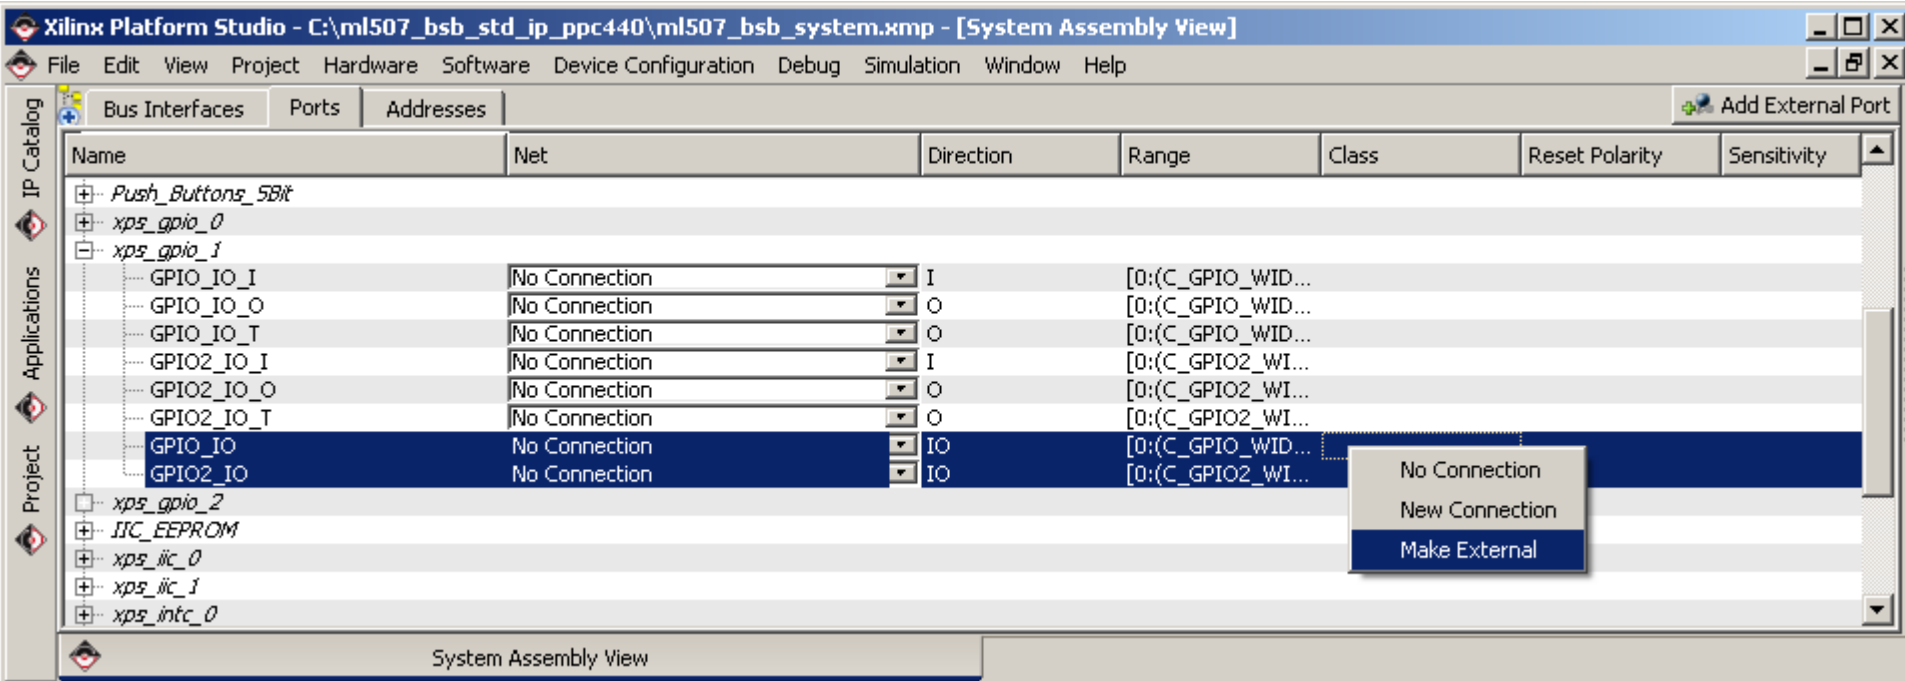 Xilinx Platform Studio - C:\ml507_bsb_std_ip_ppc440\ml507_bsb_system.xmp - [System Assembly View]
File Edit View Project Hardware Software Device Configuration Debug Simulation Window Help
IP Catalog
Applications
Project
Bus Interfaces Ports Addresses Add External Port
Name Net Direction Range Class Reset Polarity Sensitivity
Push_Buttons_5Bit
xps_gpio_0
xps_gpio_1
GPIO_IO_I No Connection I [0:(C_GPIO_WID...
GPIO_IO_O No Connection O [0:(C_GPIO_WID...
GPIO_IO_T No Connection O [0:(C_GPIO_WID...
GPIO2_IO_I No Connection I [0:(C_GPIO2_WI...
GPIO2_IO_O No Connection O [0:(C_GPIO2_WI...
GPIO2_IO_T No Connection O [0:(C_GPIO2_WI...
GPIO_IO No Connection IO [0:(C_GPIO_WID...
GPIO2_IO No Connection IO [0:(C_GPIO2_WI...
No Connection
New Connection
Make External
xps_gpio_2
IIC_EEPROM
xps_iic_0
xps_iic_1
xps_intc_0
System Assembly View